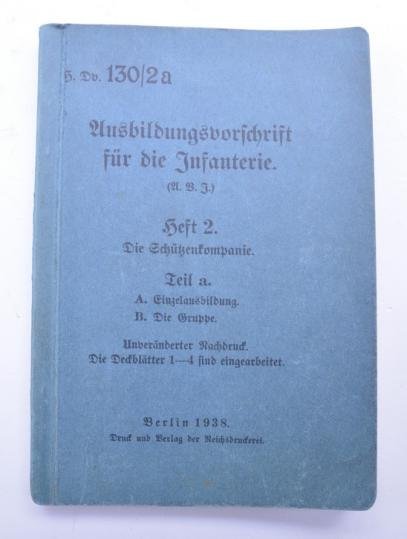 H. Dv. 130/2a
Ausbildungsvorschrift
für die Infanterie.
(A. V. I.)
Heft 2.
Die Schützenkompanie.
Teil a.
A. Einzelausbildung.
B. Die Gruppe.
Unveränderter Nachdruck.
Die Deckblätter 1—4 sind eingearbeitet.
Berlin 1938.
Druck und Verlag der Reichsdruckerei.